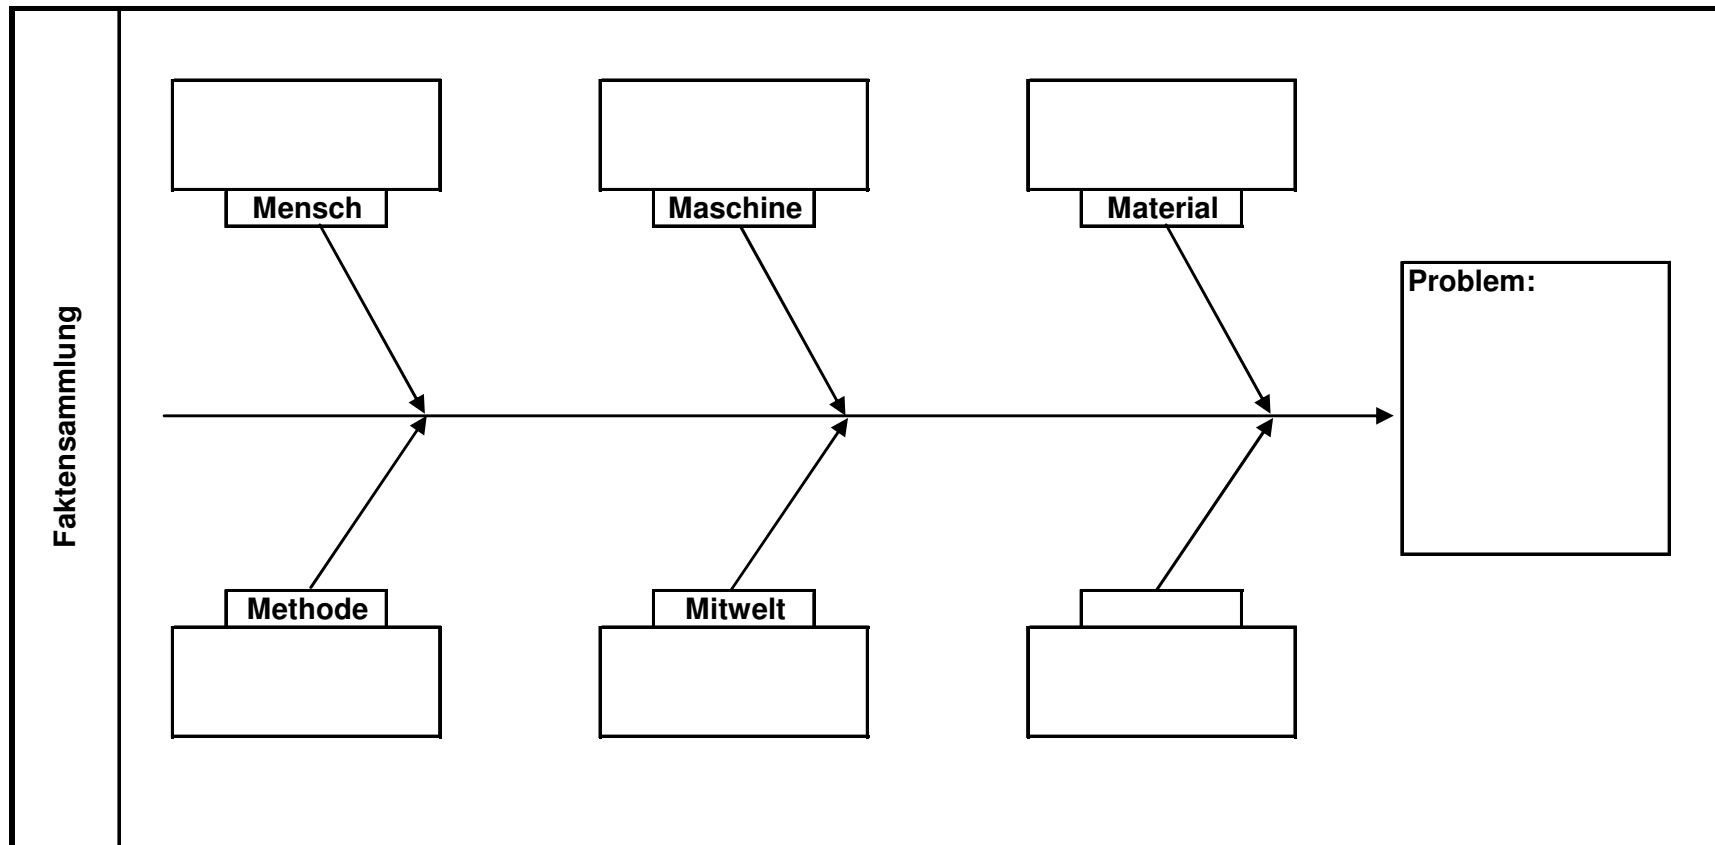 Faktensammlung
Mensch
Maschine
Material
Problem:
Methode
Mitwelt